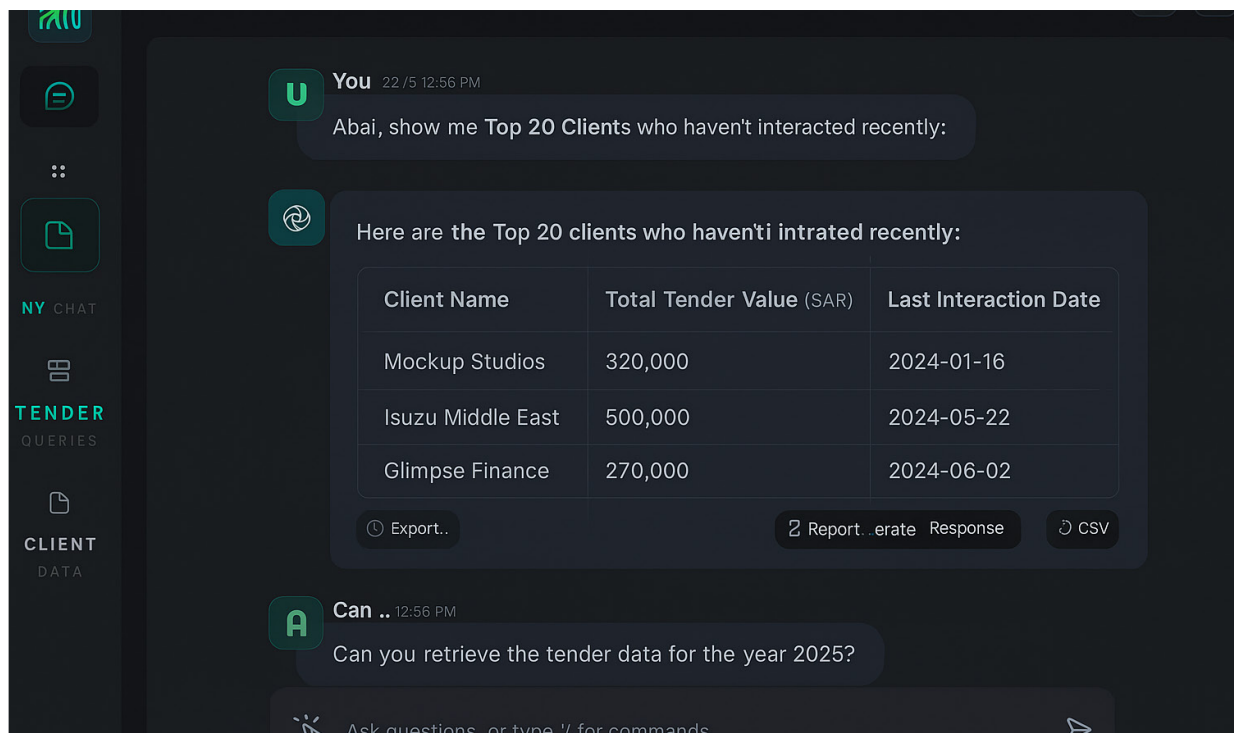 U
You 22/5 12:56 PM
Abai, show me Top 20 Clients who haven't interacted recently:
Here are the Top 20 clients who haven'ti intrated recently:
Client Name Total Tender Value (SAR) Last Interaction Date
Mockup Studios 320,000 2024-01-16
Isuzu Middle East 500,000 2024-05-22
Glimpse Finance 270,000 2024-06-02
Export.. Report..erate Response CSV
NY CHAT
TENDER
QUERIES
CLIENT
DATA
A
Can .. 12:56 PM
Can you retrieve the tender data for the year 2025?
Ask questions, or type '/ for commands